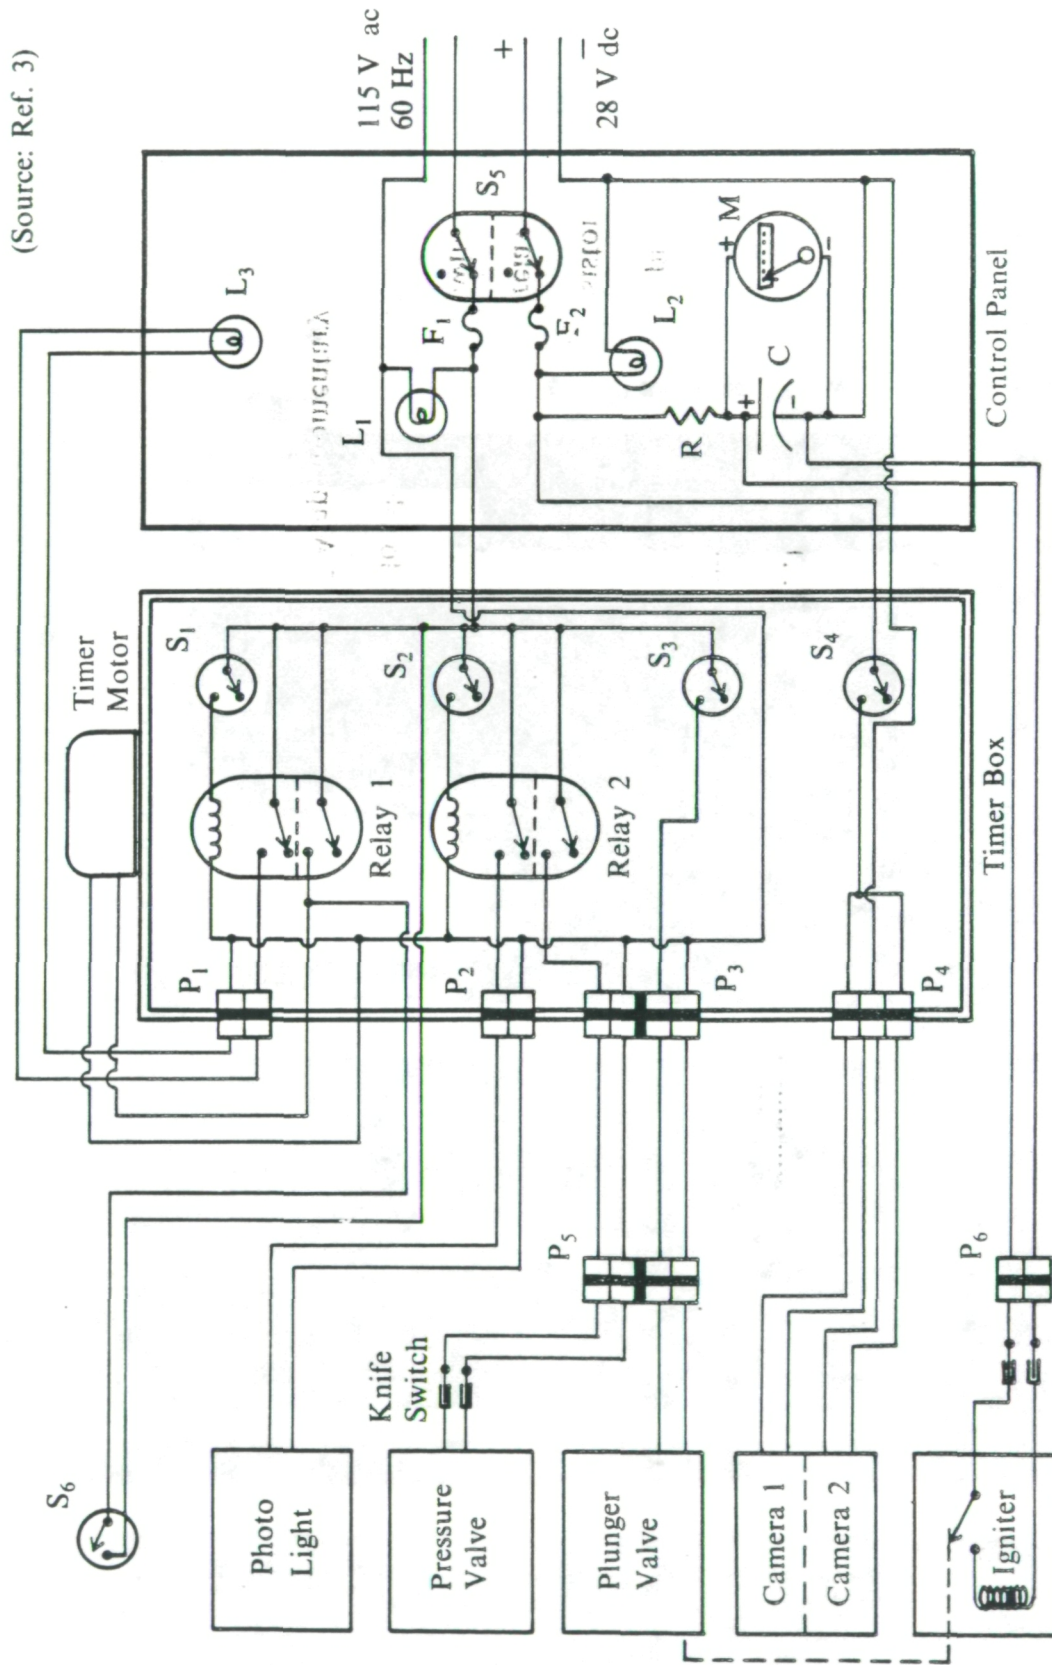 (Source: Ref. 3)
115 V ac
60 Hz
+
−
28 V dc
L3
S5
F1
F2
L1
L2
M
+
-
R
C
+
-
Control Panel
Timer
Motor
S1
S2
S3
S4
Relay 1
Relay 2
Timer Box
P1
P2
P3
P4
P5
P6
Knife
Switch
S6
Photo
Light
Pressure
Valve
Plunger
Valve
Camera 1
Camera 2
Igniter